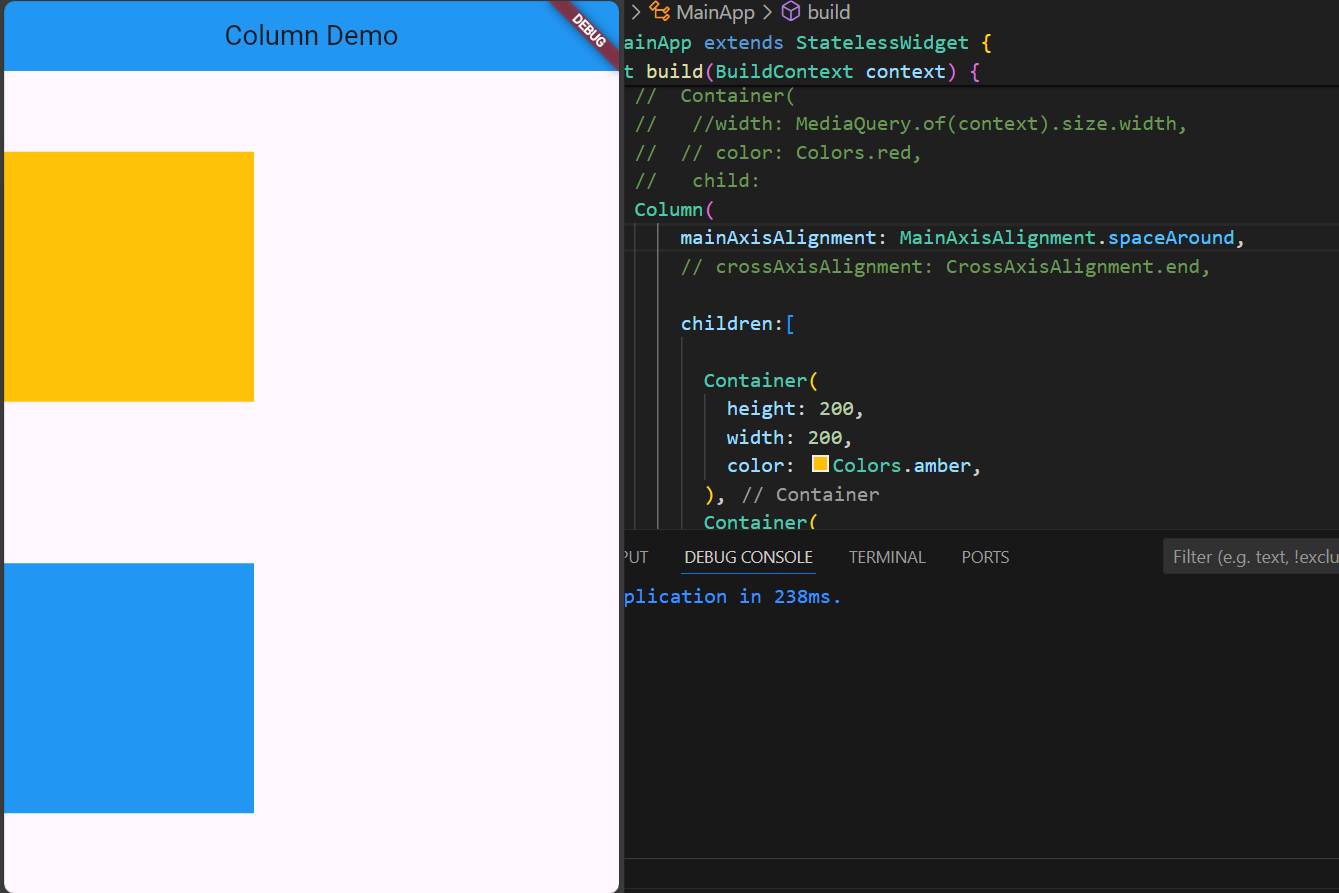 Column Demo
DEBUG
> MainApp > build
ainApp extends StatelessWidget {
t build(BuildContext context) {
//  Container(
//   //width: MediaQuery.of(context).size.width,
//  // color: Colors.red,
//   child:
Column(
mainAxisAlignment: MainAxisAlignment.spaceAround,
// crossAxisAlignment: CrossAxisAlignment.end,
children:[
Container(
height: 200,
width: 200,
color: Colors.amber,
), // Container
Container(
PUT DEBUG CONSOLE TERMINAL PORTS Filter (e.g. text, !exclu
plication in 238ms.